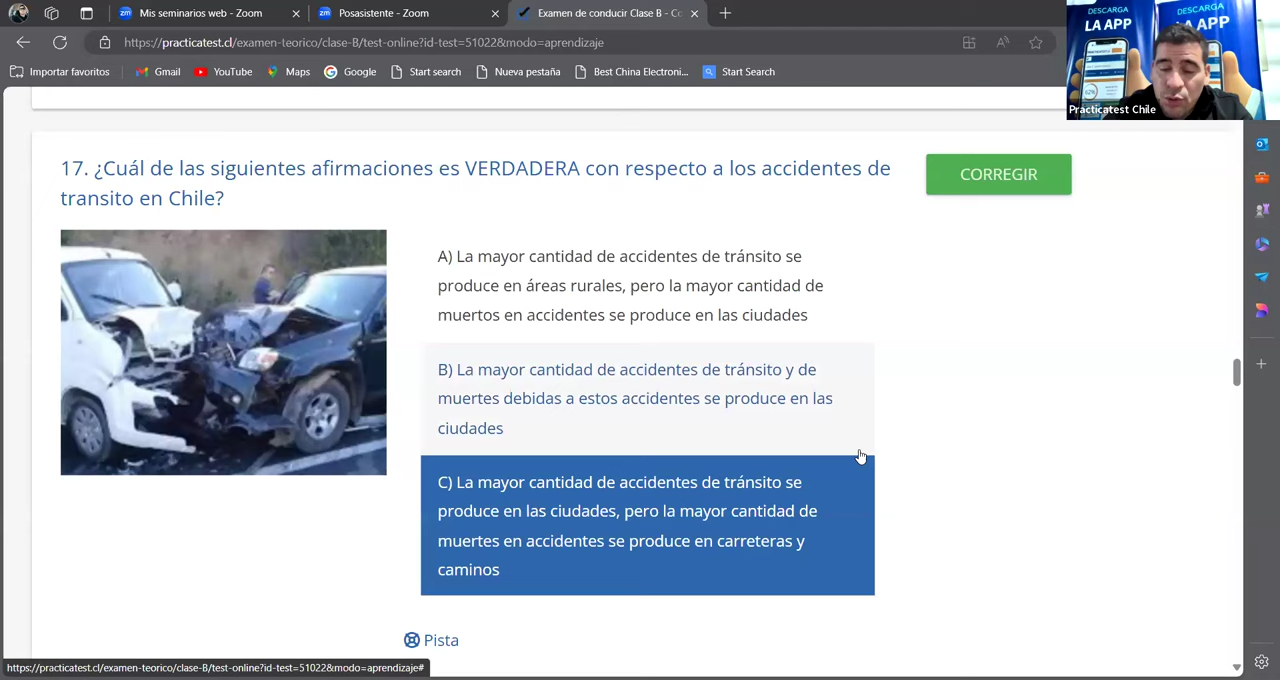 Mis seminarios web - Zoom
Posasistente - Zoom
Examen de conducir Clase B - Co
https://practicatest.cl/examen-teorico/clase-B/test-online?id-test=51022&modo=aprendizaje
Importar favoritos
Gmail
YouTube
Maps
Google
Start search
Nueva pestaña
Best China Electroni...
Start Search
DESCARGA
LA APP
DESCARGA
LA APP
Practicatest Chile
17. ¿Cuál de las siguientes afirmaciones es VERDADERA con respecto a los accidentes de
transito en Chile?
CORREGIR
A) La mayor cantidad de accidentes de tránsito se
produce en áreas rurales, pero la mayor cantidad de
muertos en accidentes se produce en las ciudades
B) La mayor cantidad de accidentes de tránsito y de
muertes debidas a estos accidentes se produce en las
ciudades
C) La mayor cantidad de accidentes de tránsito se
produce en las ciudades, pero la mayor cantidad de
muertes en accidentes se produce en carreteras y
caminos
Pista
https://practicatest.cl/examen-teorico/clase-B/test-online?id-test=51022&modo=aprendizaje#